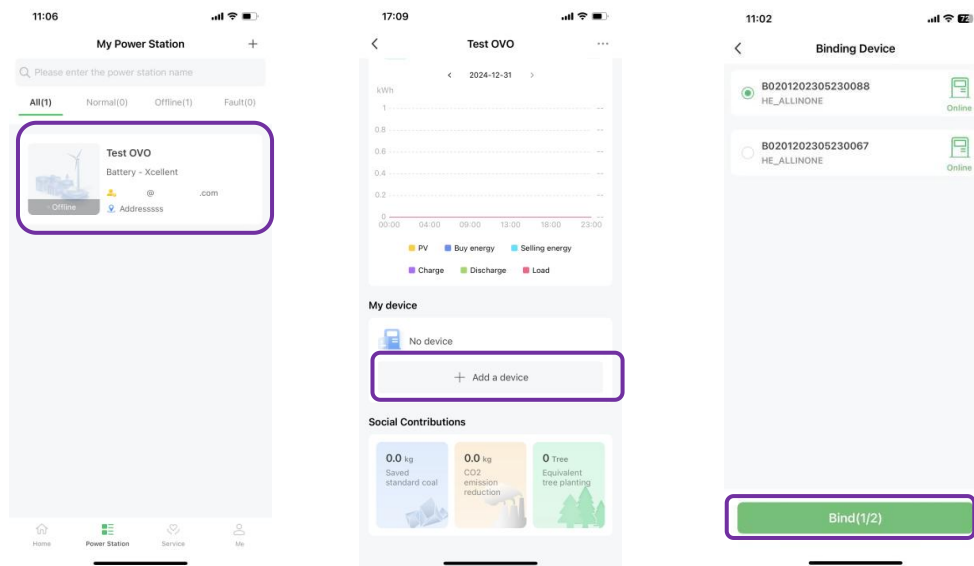 11:06
My Power Station
+
Please enter the power station name
All(1) Normal(0) Offline(1) Fault(0)
Test OVO
Battery - Xcellent
@ .com
- Offline
Addresssss
Home Power Station Service Me
17:09
Test OVO
...
< 2024-12-31 >
kWh
1 --
0.8 --
0.6 --
0.4 --
0.2 --
0 --
00:00 04:00 09:00 13:00 18:00 23:00
PV Buy energy Selling energy
Charge Discharge Load
My device
No device
+ Add a device
Social Contributions
0.0 kg
Saved
standard coal
0.0 kg
CO2
emission
reduction
0 Tree
Equivalent
tree planting
11:02
72
Binding Device
B0201202305230088
HE_ALLINONE
Online
B0201202305230067
HE_ALLINONE
Online
Bind(1/2)